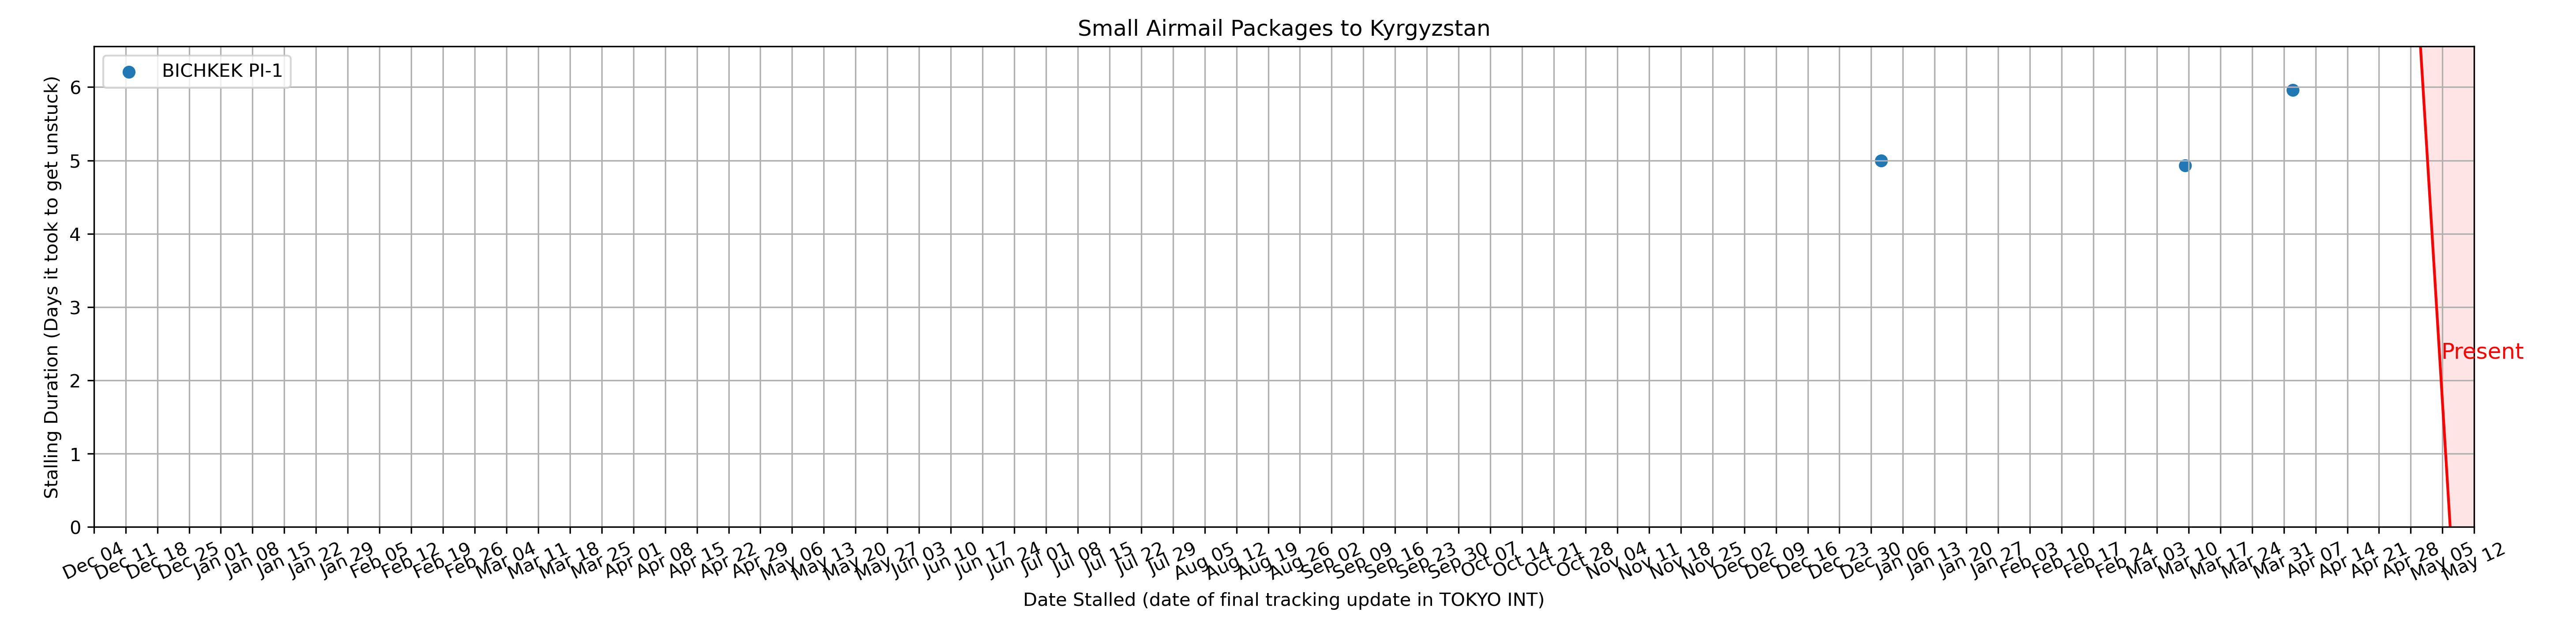 Small Airmail Packages to Kyrgyzstan
BICHKEK PI-1
Stalling Duration (Days it took to get unstuck)
6
5
4
3
2
1
0
Present
Dec 04
Dec 11
Dec 18
Dec 25
Jan 01
Jan 08
Jan 15
Jan 22
Jan 29
Feb 05
Feb 12
Feb 19
Feb 26
Mar 04
Mar 11
Mar 18
Mar 25
Apr 01
Apr 08
Apr 15
Apr 22
Apr 29
May 06
May 13
May 20
May 27
Jun 03
Jun 10
Jun 17
Jun 24
Jul 01
Jul 08
Jul 15
Jul 22
Jul 29
Aug 05
Aug 12
Aug 19
Aug 26
Sep 02
Sep 09
Sep 16
Sep 23
Sep 30
Oct 07
Oct 14
Oct 21
Oct 28
Nov 04
Nov 11
Nov 18
Nov 25
Dec 02
Dec 09
Dec 16
Dec 23
Dec 30
Jan 06
Jan 13
Jan 20
Jan 27
Feb 03
Feb 10
Feb 17
Feb 24
Mar 03
Mar 10
Mar 17
Mar 24
Mar 31
Apr 07
Apr 14
Apr 21
Apr 28
May 05
May 12
Date Stalled (date of final tracking update in TOKYO INT)